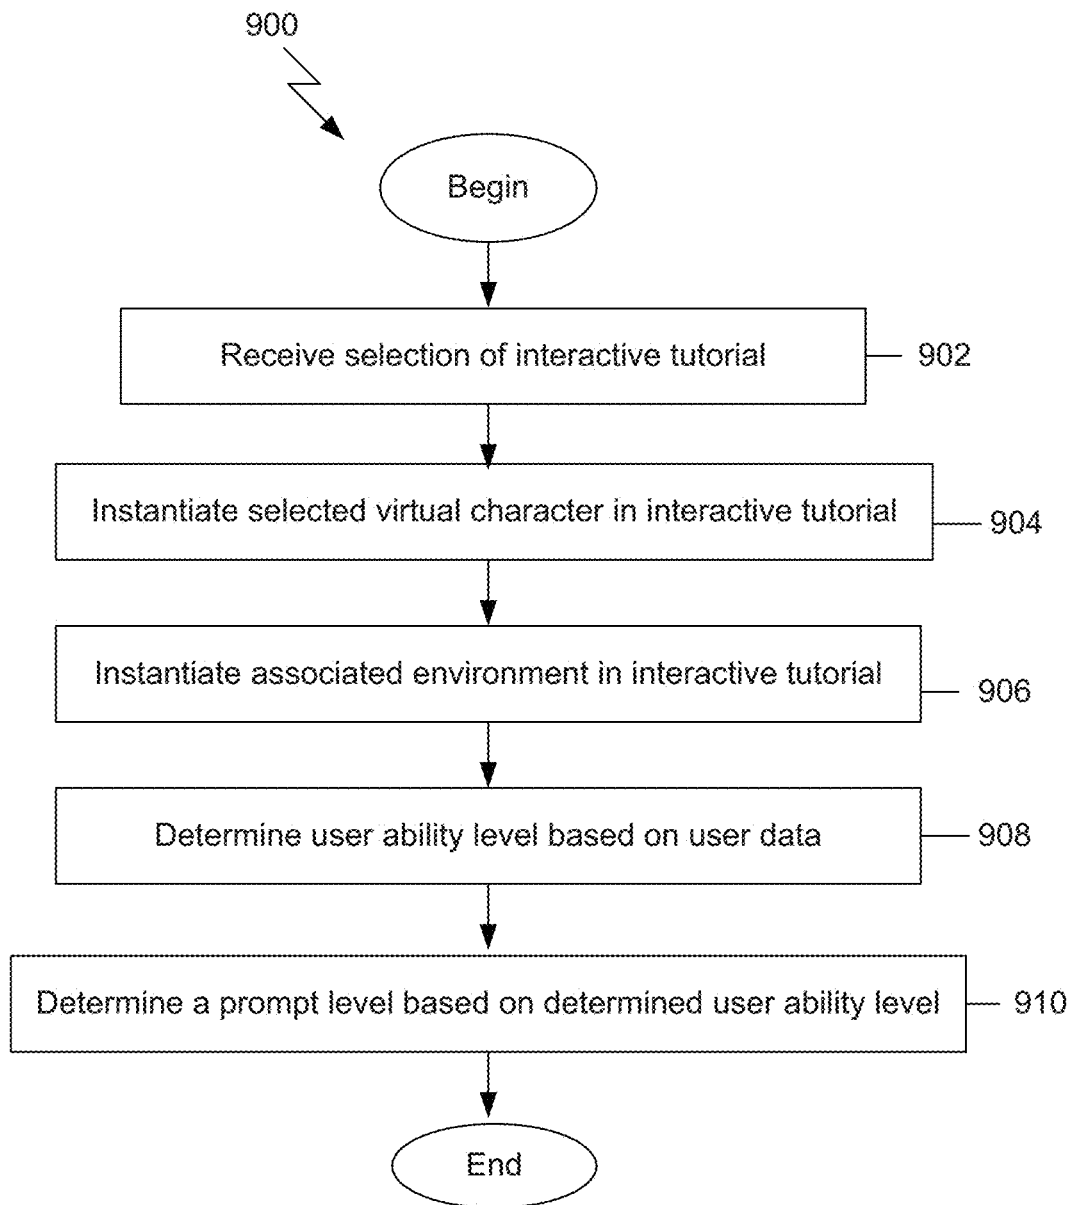 900
Begin
Receive selection of interactive tutorial
902
Instantiate selected virtual character in interactive tutorial
904
Instantiate associated environment in interactive tutorial
906
Determine user ability level based on user data
908
Determine a prompt level based on determined user ability level
910
End